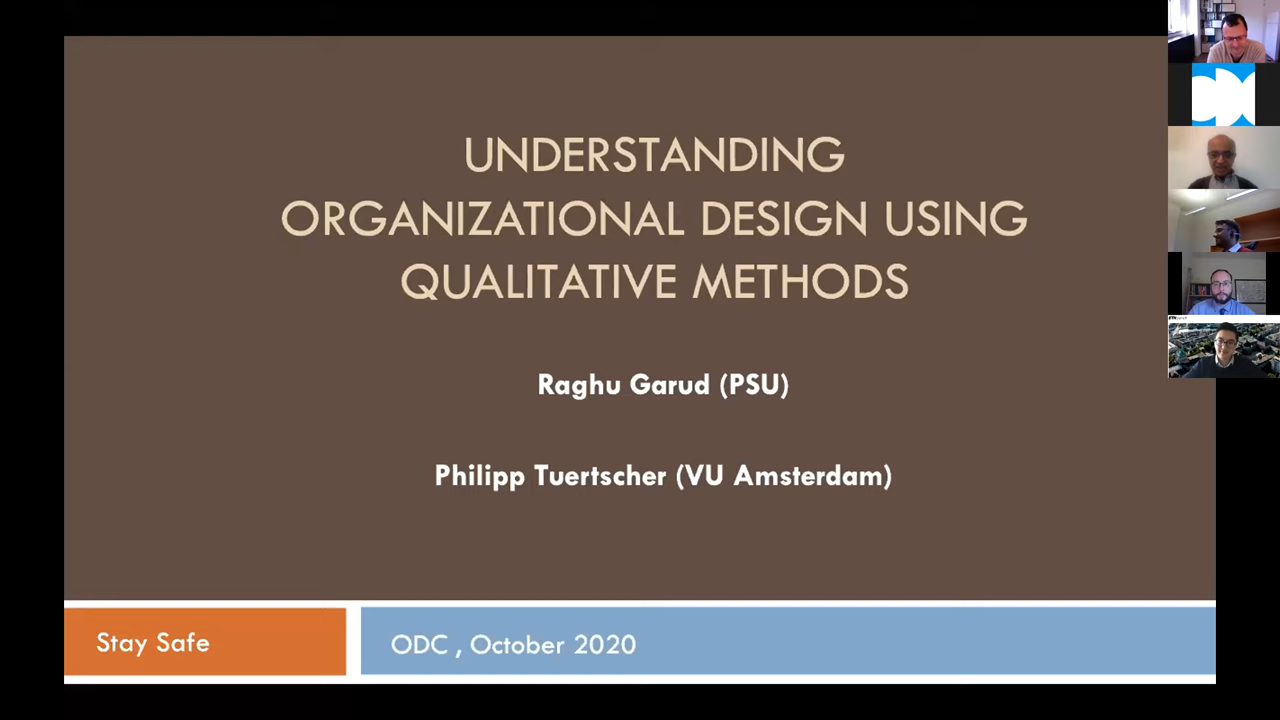 UNDERSTANDING
ORGANIZATIONAL DESIGN USING
QUALITATIVE METHODS
Raghu Garud (PSU)
Philipp Tuertscher (VU Amsterdam)
Stay Safe
ODC , October 2020